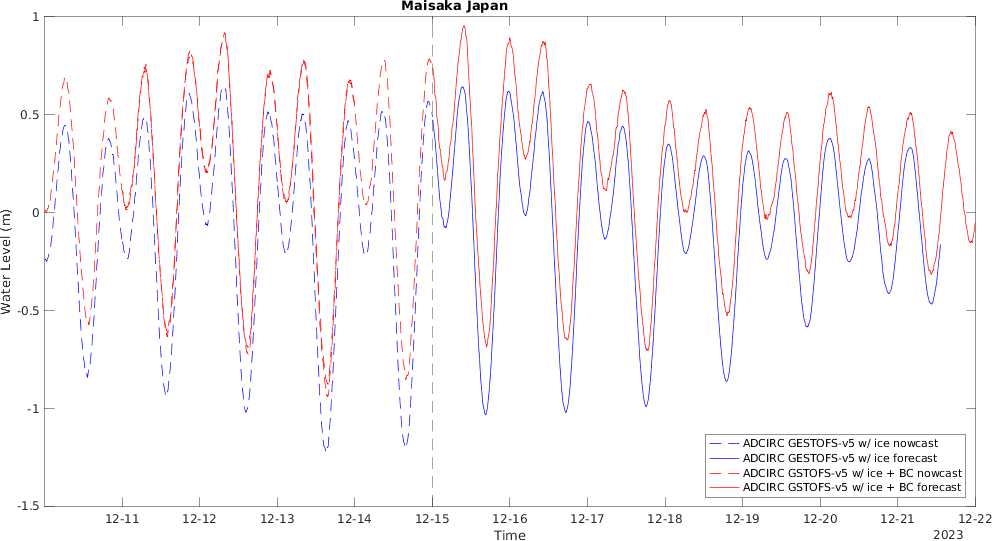 Maisaka Japan
Water Level (m)
1
0.5
0
-0.5
-1
-1.5
ADCIRC GESTOFS-v5 w/ ice nowcast
ADCIRC GESTOFS-v5 w/ ice forecast
ADCIRC GSTOFS-v5 w/ ice + BC nowcast
ADCIRC GSTOFS-v5 w/ ice + BC forecast
12-11 12-12 12-13 12-14 12-15 12-16 12-17 12-18 12-19 12-20 12-21 12-22
Time
2023